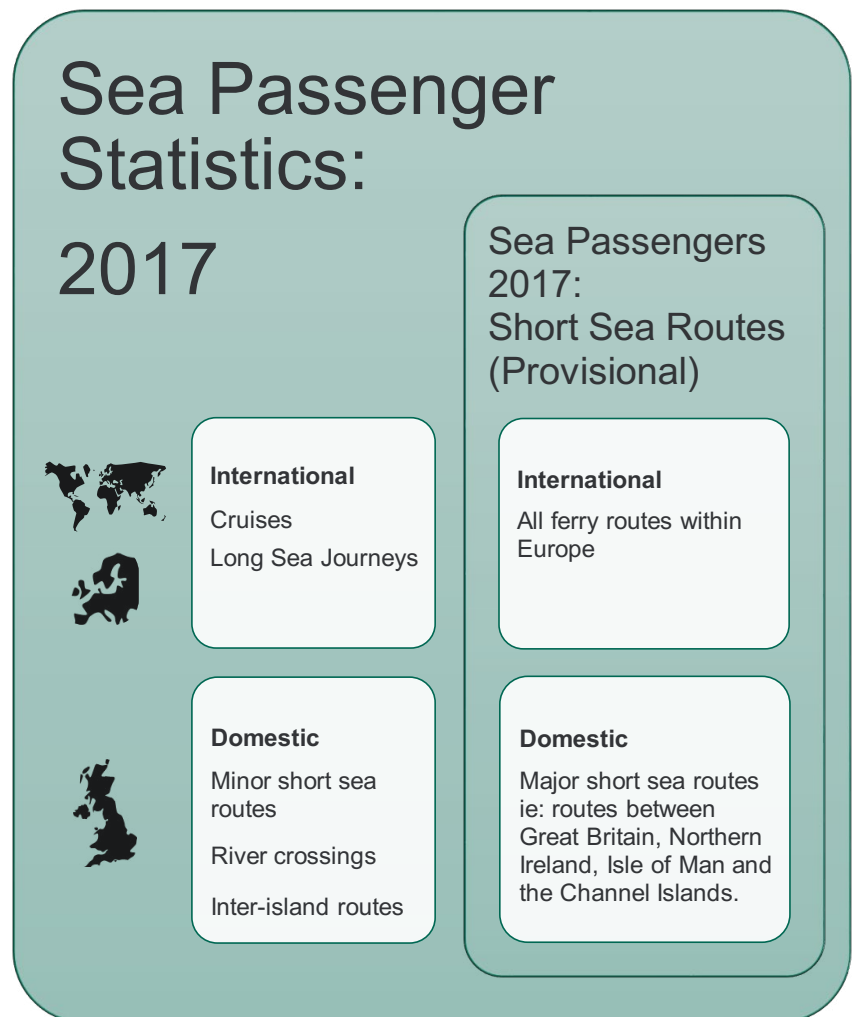 Sea Passenger
Statistics:
2017
Sea Passengers
2017:
Short Sea Routes
(Provisional)
International
Cruises
Long Sea Journeys
International
All ferry routes within
Europe
Domestic
Minor short sea
routes
River crossings
Inter-island routes
Domestic
Major short sea routes
ie: routes between
Great Britain, Northern
Ireland, Isle of Man and
the Channel Islands.